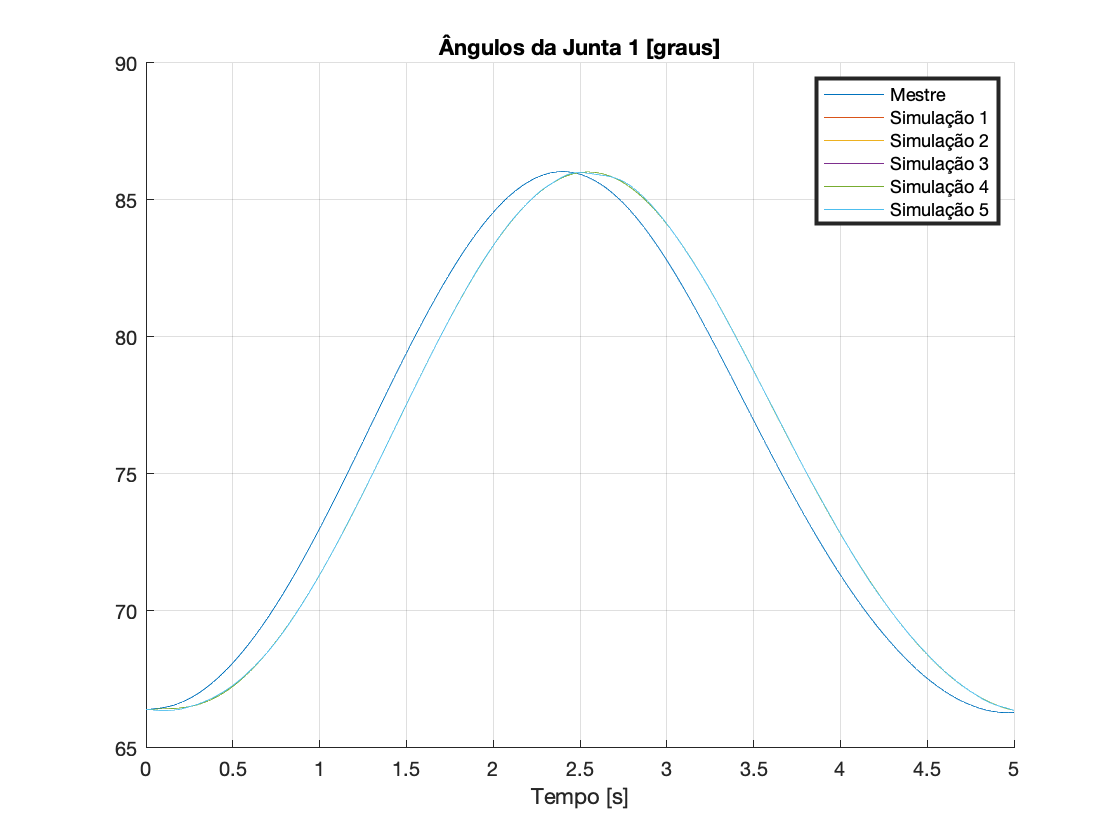 Ângulos da Junta 1 [graus]
90
85
80
75
70
65
Mestre
Simulação 1
Simulação 2
Simulação 3
Simulação 4
Simulação 5
0 0.5 1 1.5 2 2.5 3 3.5 4 4.5 5
Tempo [s]